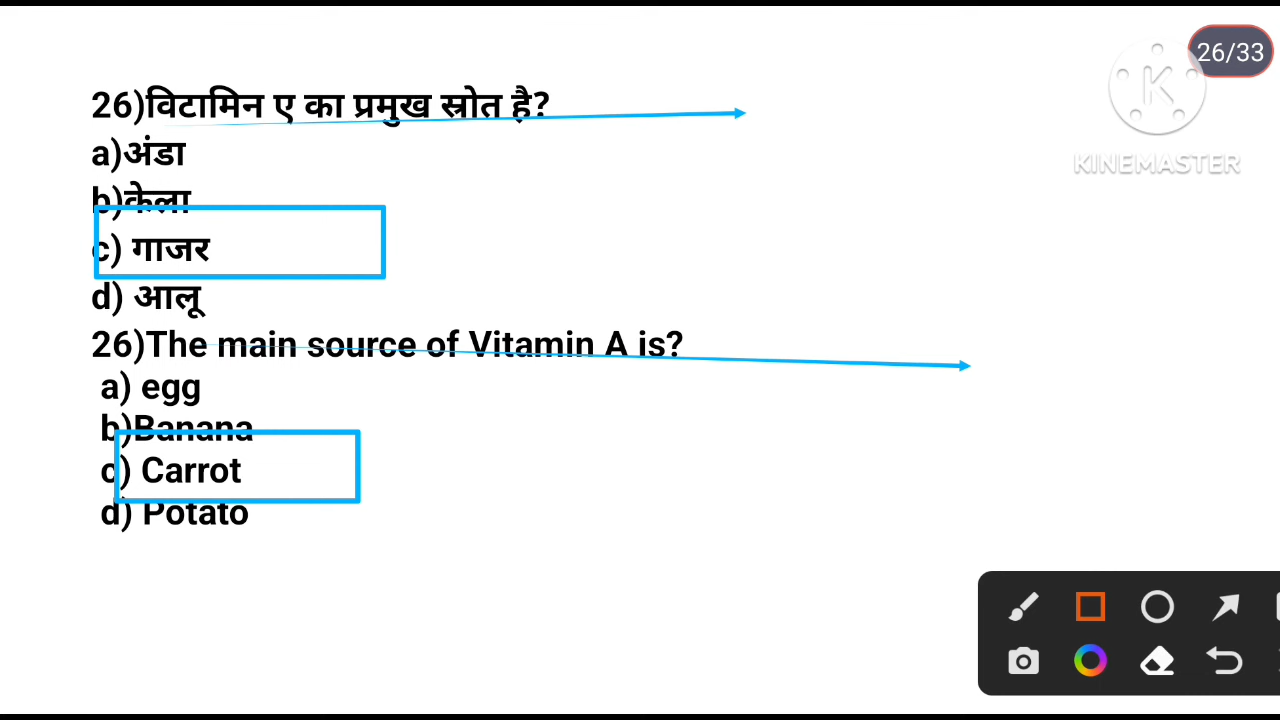 26/33
KINEMASTER
26)विटामिन ए का प्रमुख स्रोत है?
a)अंडा
b)केला
c) गाजर
d) आलू
26)The main source of Vitamin A is?
a) egg
b)Banana
c) Carrot
d) Potato